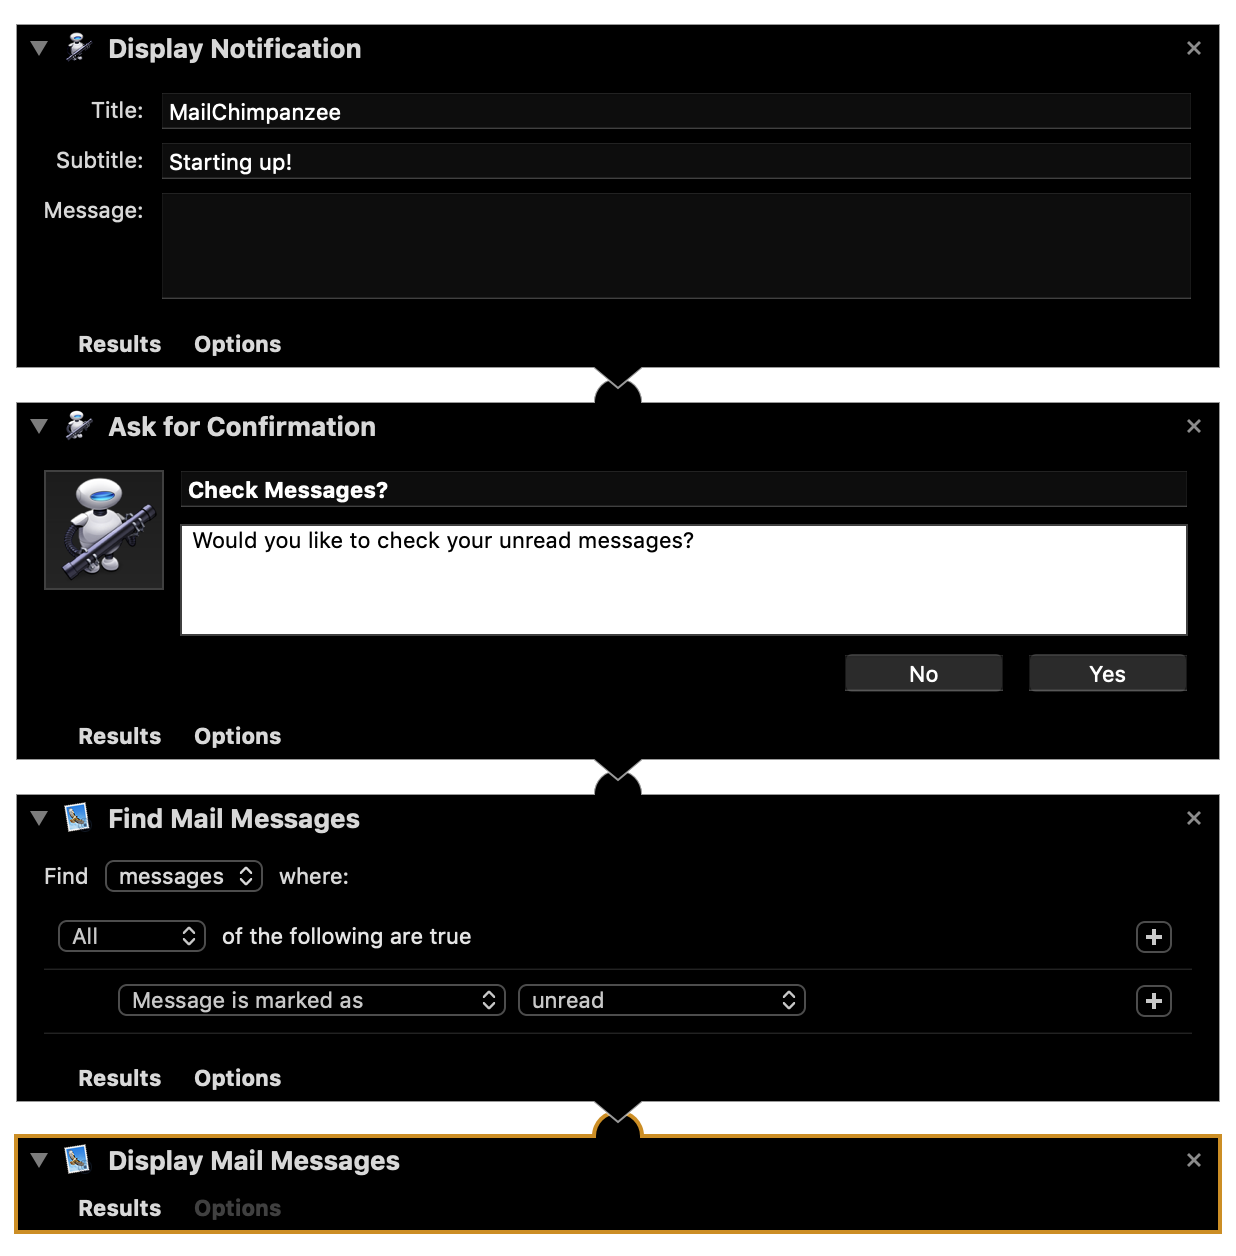 Display Notification
Title: MailChimpanzee
Subtitle: Starting up!
Message:
Results Options
Ask for Confirmation
Check Messages?
Would you like to check your unread messages?
No Yes
Results Options
Find Mail Messages
Find messages where:
All of the following are true
Message is marked as unread
Results Options
Display Mail Messages
Results Options